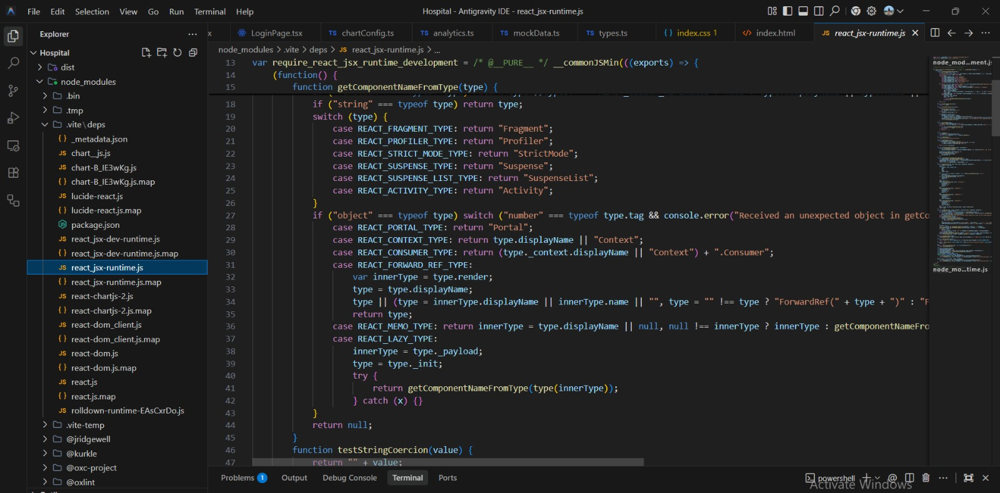 File Edit Selection View Go Run Terminal Help
Hospital - Antigravity IDE - react_jsx-runtime.js
Explorer
x
LoginPage.tsx
TS chartConfig.ts
TS analytics.ts
TS mockData.ts
TS types.ts
{} index.css 1
</> index.html
JS react_jsx-runtime.js
Hospital
dist
node_modules
.bin
.tmp
.vite\deps
{} _metadata.json
JS chart__js.js
JS chart-B_IE3wKg.js
{} chart-B_IE3wKg.js.map
JS lucide-react.js
{} lucide-react.js.map
package.json
JS react_jsx-dev-runtime.js
{} react_jsx-dev-runtime.js.map
JS react_jsx-runtime.js
{} react_jsx-runtime.js.map
JS react-chartjs-2.js
{} react-chartjs-2.js.map
JS react-dom_client.js
{} react-dom_client.js.map
JS react-dom.js
{} react-dom.js.map
JS react.js
{} react.js.map
JS rolldown-runtime-EAsCxrDo.js
.vite-temp
@jridgewell
@kurkle
@oxc-project
@oxlint
node_modules > .vite > deps > JS react_jsx-runtime.js > ...
13 var require_react_jsx_runtime_development = /* @__PURE__ */ __commonJSMin(((exports) => {
14 (function() {
15 function getComponentNameFromType(type) {
18 if ("string" === typeof type) return type;
19 switch (type) {
20 case REACT_FRAGMENT_TYPE: return "Fragment";
21 case REACT_PROFILER_TYPE: return "Profiler";
22 case REACT_STRICT_MODE_TYPE: return "StrictMode";
23 case REACT_SUSPENSE_TYPE: return "Suspense";
24 case REACT_SUSPENSE_LIST_TYPE: return "SuspenseList";
25 case REACT_ACTIVITY_TYPE: return "Activity";
26 }
27 if ("object" === typeof type) switch ("number" === typeof type.tag && console.error("Received an unexpected object in getCo
28 case REACT_PORTAL_TYPE: return "Portal";
29 case REACT_CONTEXT_TYPE: return type.displayName || "Context";
30 case REACT_CONSUMER_TYPE: return (type._context.displayName || "Context") + ".Consumer";
31 case REACT_FORWARD_REF_TYPE:
32 var innerType = type.render;
33 type = type.displayName;
34 type || (type = innerType.displayName || innerType.name || "", type = "" !== type ? "ForwardRef(" + type + ")" : "F
35 return type;
36 case REACT_MEMO_TYPE: return innerType = type.displayName || null, null !== innerType ? innerType : getComponentNameFro
37 case REACT_LAZY_TYPE:
38 innerType = type._payload;
39 type = type._init;
40 try {
41 return getComponentNameFromType(type(innerType));
42 } catch (x) {}
43 }
44 return null;
45 }
46 function testStringCoercion(value) {
47 return "" + value;
node_mod...ment.js
node_mo...time.js
Problems 1 Output Debug Console Terminal Ports
powershell
Activate Windows